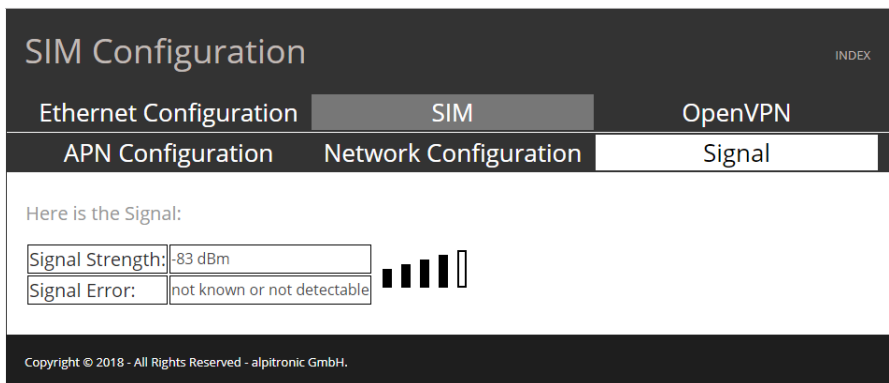 SIM Configuration
INDEX
Ethernet Configuration SIM OpenVPN
APN Configuration Network Configuration Signal
Here is the Signal:
Signal Strength: -83 dBm
Signal Error: not known or not detectable
Copyright © 2018 - All Rights Reserved - alpitronic GmbH.